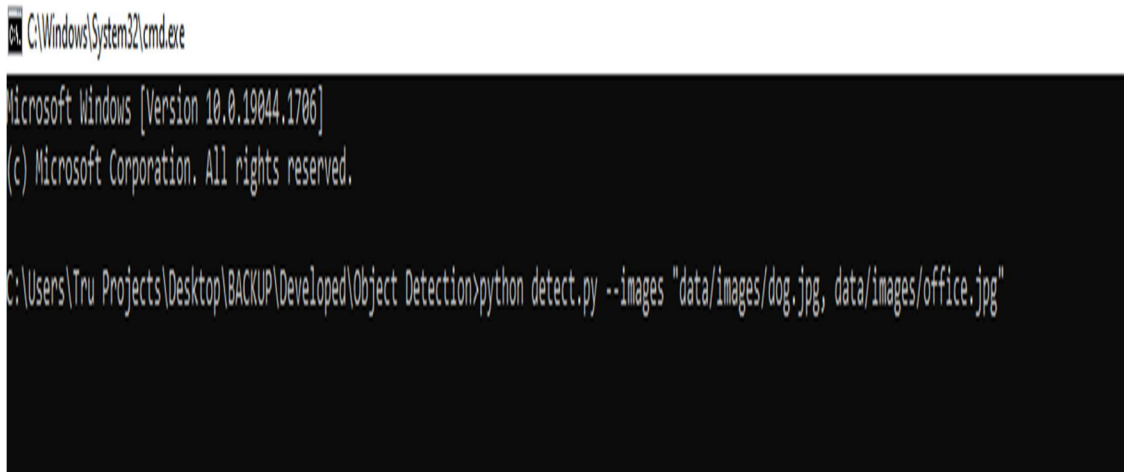 C:\Windows\System32\cmd.exe
Microsoft Windows [Version 10.0.19044.1706]
(c) Microsoft Corporation. All rights reserved.
C:\Users\Tru Projects\Desktop\BACKUP\Developed\Object Detection>python detect.py --images "data/images/dog.jpg, data/images/office.jpg"